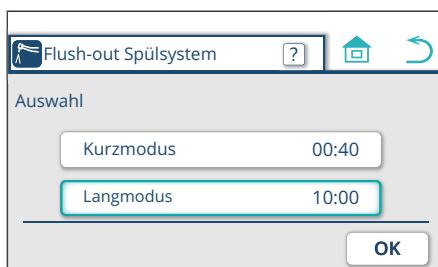 Flush-out Spülsystem ?
Auswahl
Kurzmodus 00:40
Langmodus 10:00
OK